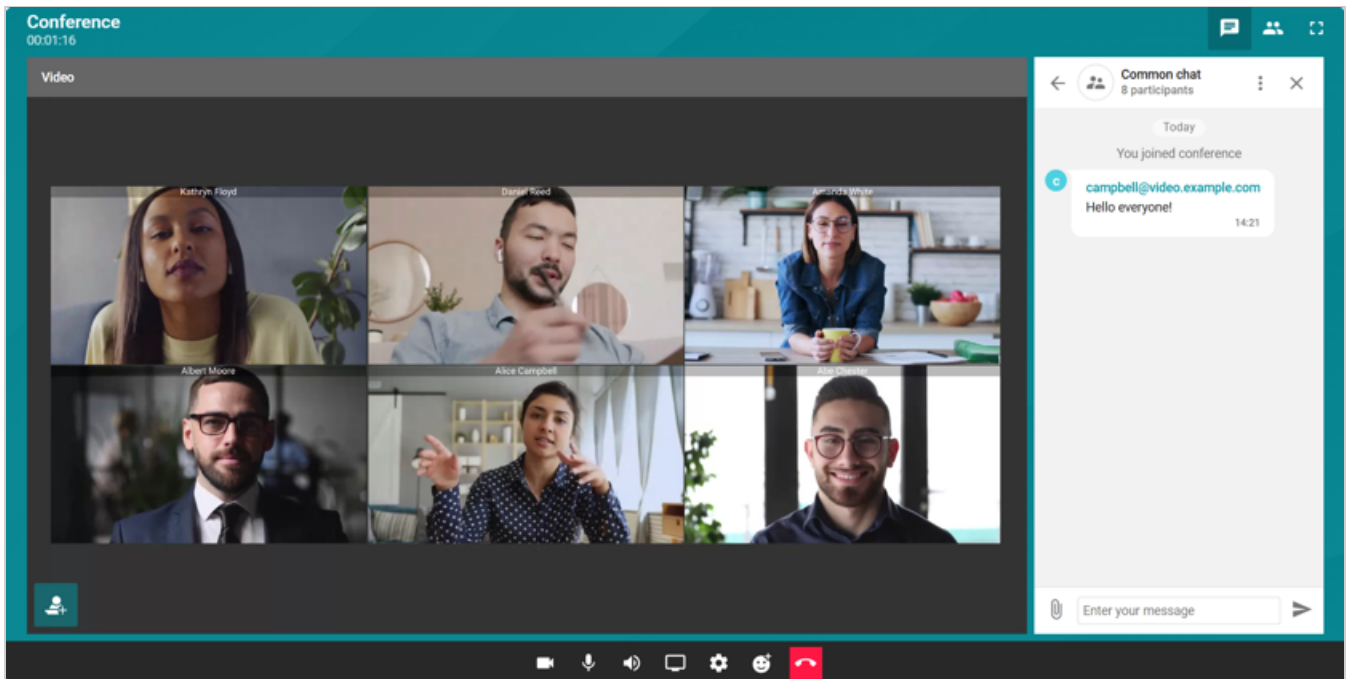 Conference
00:01:16
Video
Kathryn Floyd
Daniel Reed
Amanda White
Albert Moore
Alice Campbell
Abe Chester
Common chat
8 participants
Today
You joined conference
C
campbell@video.example.com
Hello everyone!
14:21
Enter your message